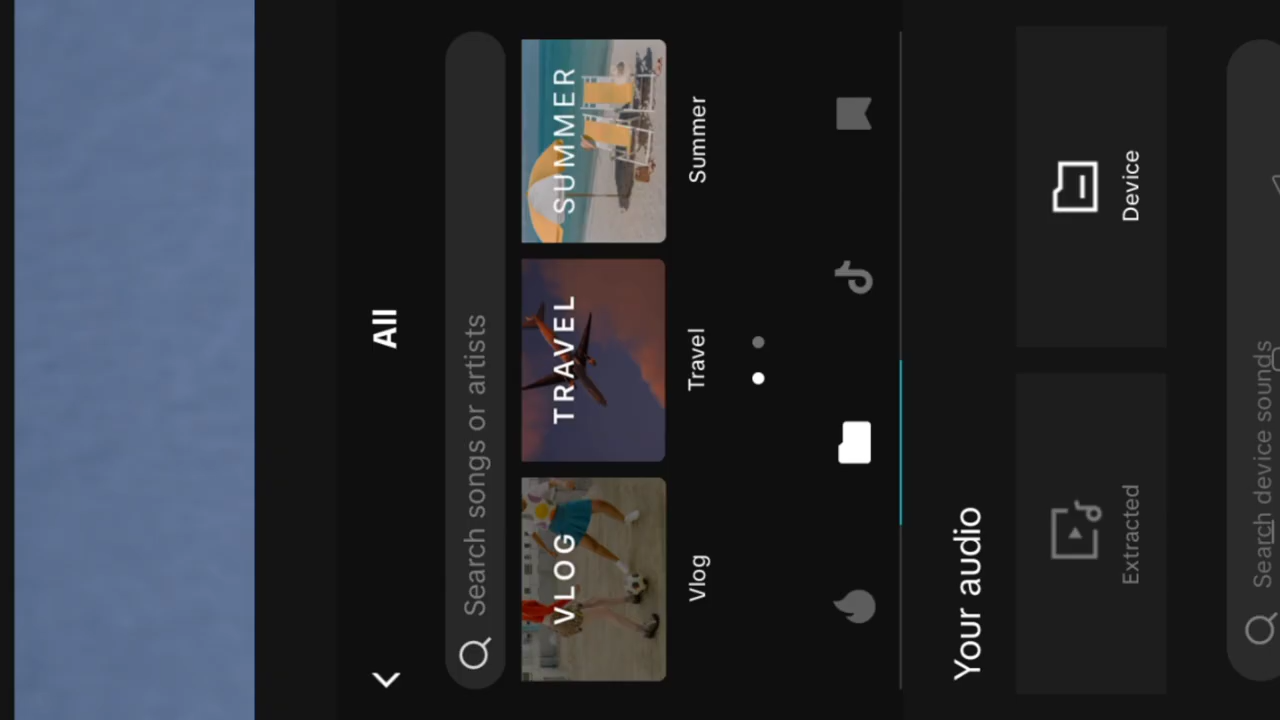 All
Search songs or artists
VLOG
TRAVEL
SUMMER
Vlog
Travel
Summer
Your audio
Extracted
Device
Search device sounds